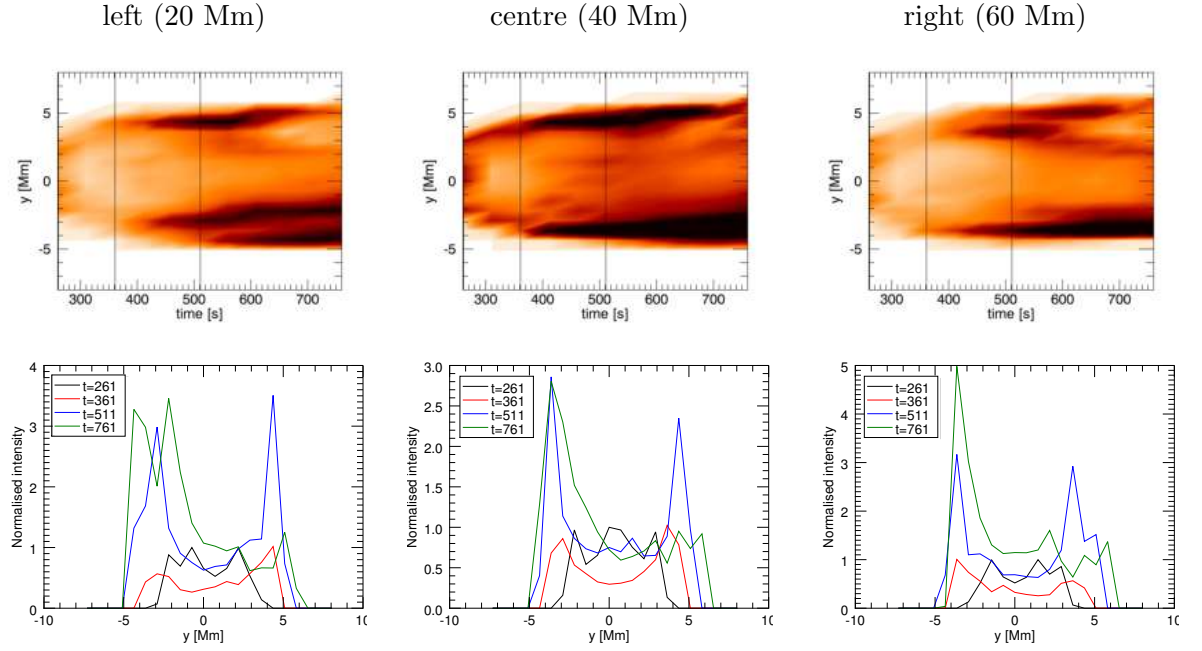 left (20 Mm)
centre (40 Mm)
right (60 Mm)
y [Mm]
5
0
-5
300 400 500 600 700
time [s]
y [Mm]
5
0
-5
300 400 500 600 700
time [s]
y [Mm]
5
0
-5
300 400 500 600 700
time [s]
Normalised intensity
4
3
2
1
0
t=261
t=361
t=511
t=761
-10 -5 0 5 10
y [Mm]
Normalised intensity
3.0
2.5
2.0
1.5
1.0
0.5
0.0
t=261
t=361
t=511
t=761
-10 -5 0 5 10
y [Mm]
Normalised intensity
5
4
3
2
1
0
t=261
t=361
t=511
t=761
-10 -5 0 5 10
y [Mm]